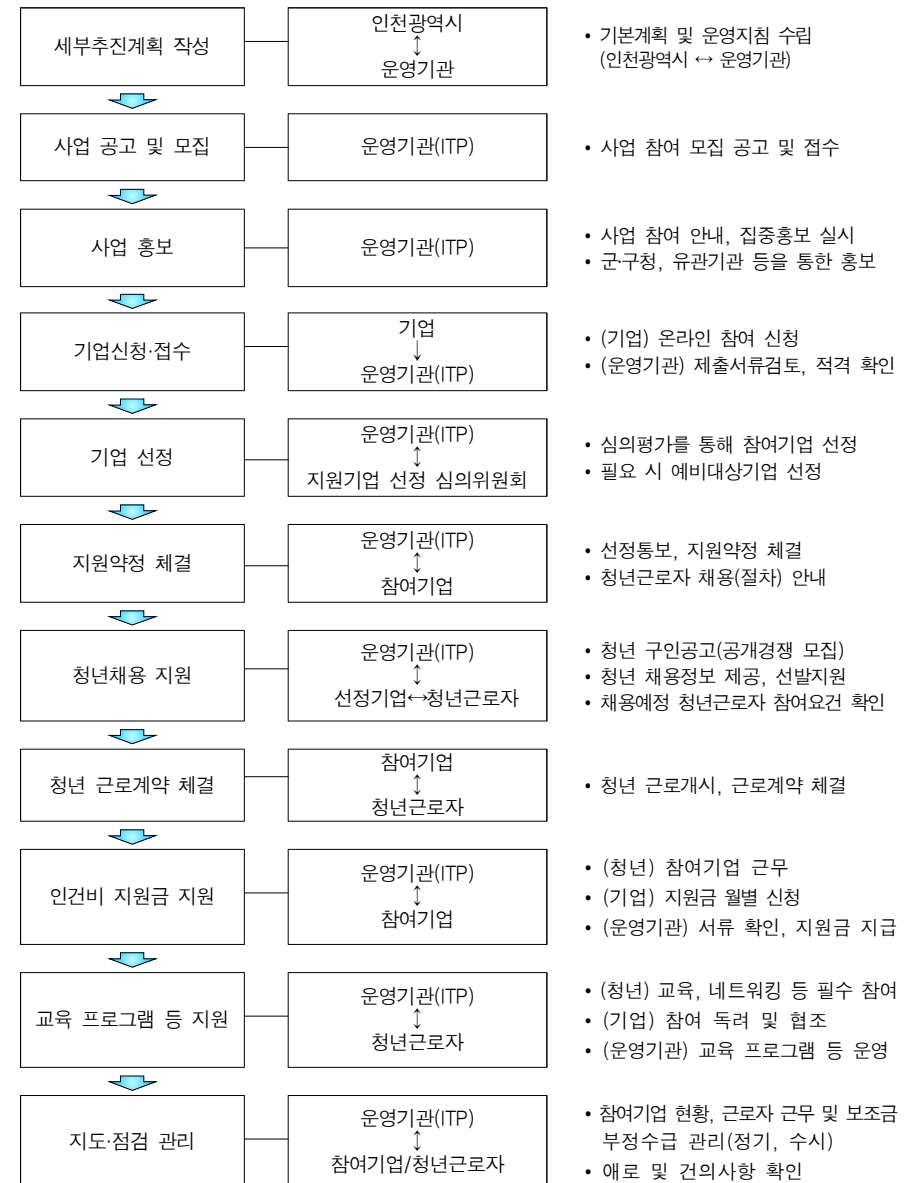 세부추진계획 작성
인천광역시
↕
운영기관
• 기본계획 및 운영지침 수립
(인천광역시 ↔ 운영기관)
사업 공고 및 모집
운영기관(ITP)
• 사업 참여 모집 공고 및 접수
사업 홍보
운영기관(ITP)
• 사업 참여 안내, 집중홍보 실시
• 군·구청, 유관기관 등을 통한 홍보
기업신청·접수
기업
↓
운영기관(ITP)
• (기업) 온라인 참여 신청
• (운영기관) 제출서류검토, 적격 확인
기업 선정
운영기관(ITP)
↕
지원기업 선정 심의위원회
• 심의평가를 통해 참여기업 선정
• 필요 시 예비대상기업 선정
지원약정 체결
운영기관(ITP)
↕
참여기업
• 선정통보, 지원약정 체결
• 청년근로자 채용(절차) 안내
청년채용 지원
운영기관(ITP)
↕
선정기업↔청년근로자
• 청년 구인공고(공개경쟁 모집)
• 청년 채용정보 제공, 선발지원
• 채용예정 청년근로자 참여요건 확인
청년 근로계약 체결
참여기업
↕
청년근로자
• 청년 근로개시, 근로계약 체결
인건비 지원금 지원
운영기관(ITP)
↕
참여기업
• (청년) 참여기업 근무
• (기업) 지원금 월별 신청
• (운영기관) 서류 확인, 지원금 지급
교육 프로그램 등 지원
운영기관(ITP)
↕
청년근로자
• (청년) 교육, 네트워킹 등 필수 참여
• (기업) 참여 독려 및 협조
• (운영기관) 교육 프로그램 등 운영
지도·점검 관리
운영기관(ITP)
↕
참여기업/청년근로자
• 참여기업 현황, 근로자 근무 및 보조금
부정수급 관리(정기, 수시)
• 애로 및 건의사항 확인